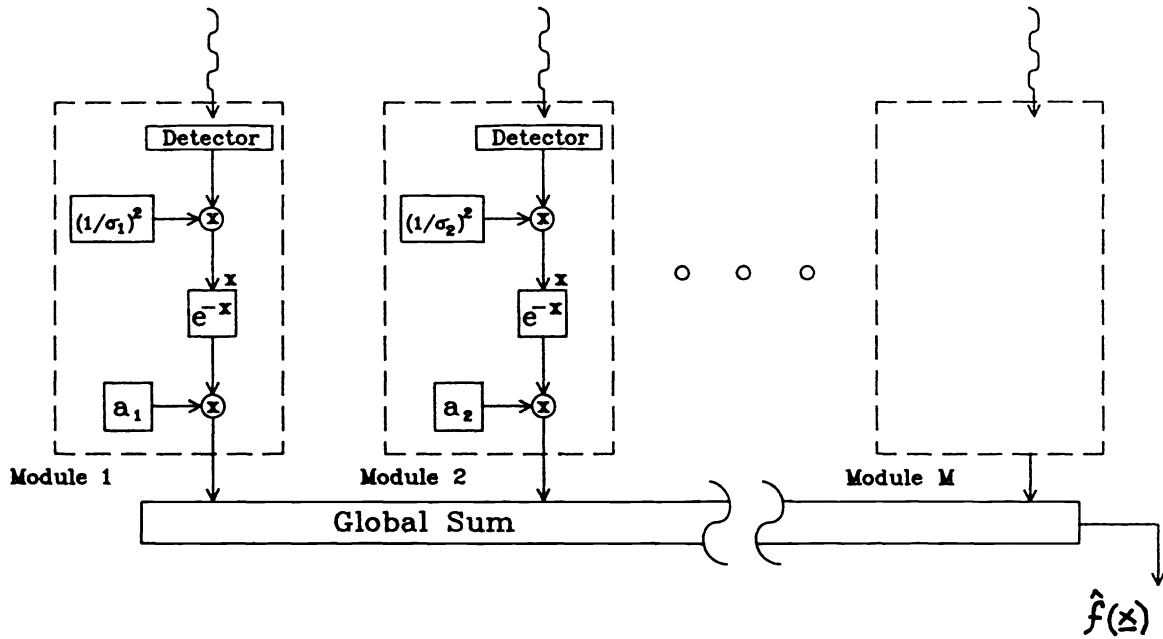 Detector
(1/σ₁)²
x
x
e⁻ˣ
a₁
x
Module 1
Detector
(1/σ₂)²
x
x
e⁻ˣ
a₂
x
Module 2
Module M
Global Sum
f̂(x̲)